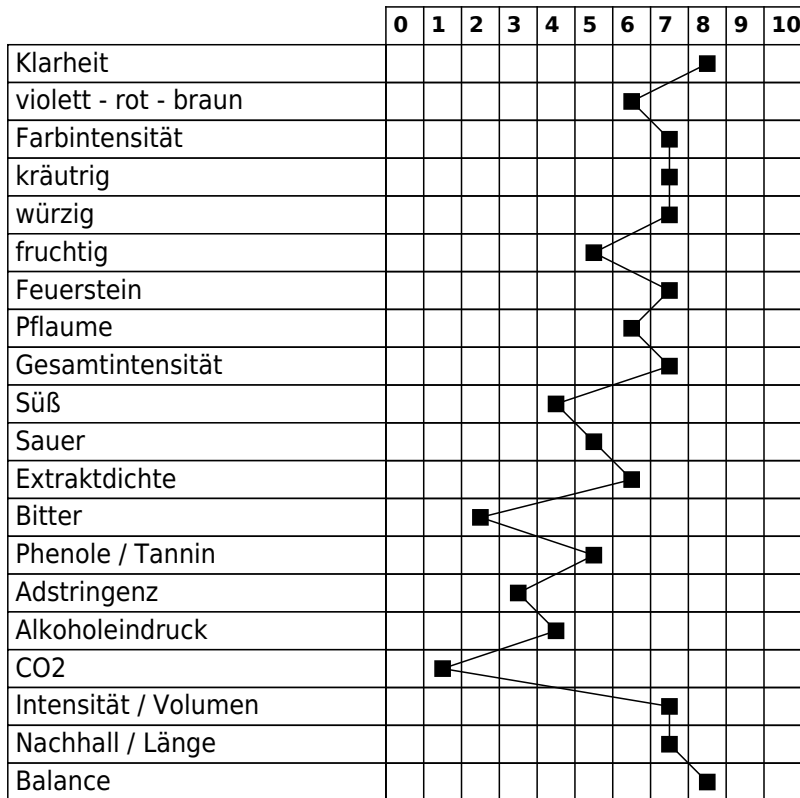 0 1 2 3 4 5 6 7 8 9 10
Klarheit
violett - rot - braun
Farbintensität
kräutrig
würzig
fruchtig
Feuerstein
Pflaume
Gesamtintensität
Süß
Sauer
Extraktdichte
Bitter
Phenole / Tannin
Adstringenz
Alkoholeindruck
CO2
Intensität / Volumen
Nachhall / Länge
Balance